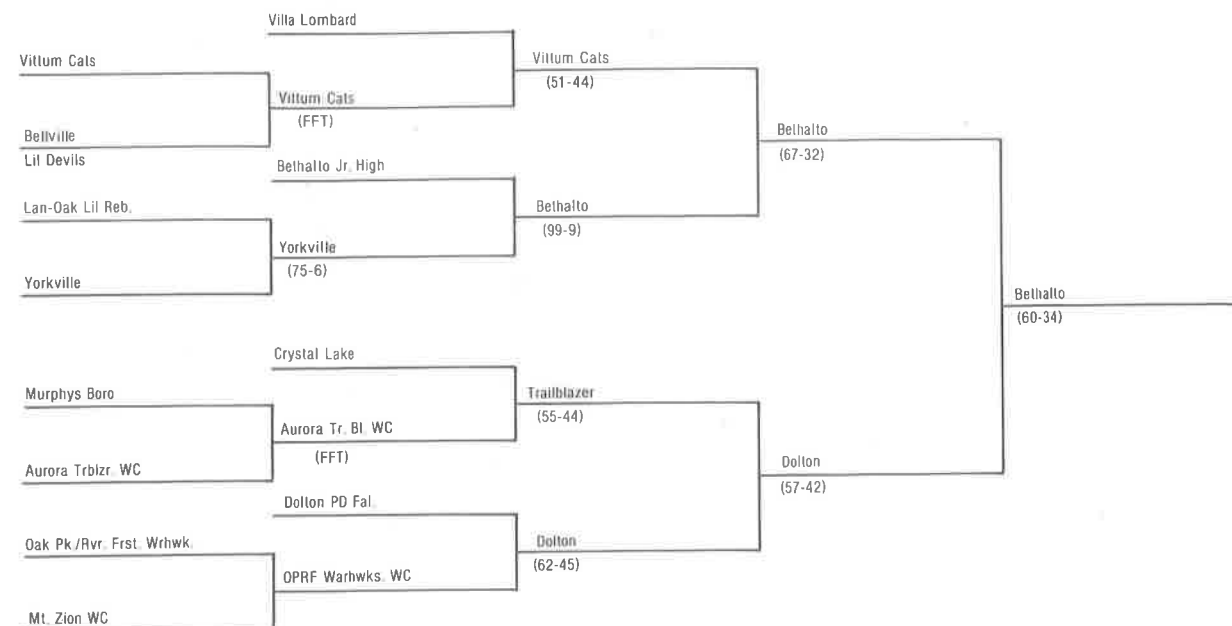 Villa Lombard
Vittum Cats
Vittum Cats
(51-44)
Vittum Cats
(FFT)
Bellville
Lil Devils
Bethalto
(67-32)
Bethalto Jr. High
Lan-Oak Lil Reb.
Bethalto
(99-9)
Yorkville
(75-6)
Yorkville
Bethalto
(60-34)
Crystal Lake
Murphys Boro
Trailblazer
(55-44)
Aurora Tr. Bl. WC
(FFT)
Aurora Trblzr. WC
Dolton
(57-42)
Dolton PD Fal.
Oak Pk./Rvr. Frst. Wrhwk.
Dolton
(62-45)
OPRF Warhwks. WC
Mt. Zion WC